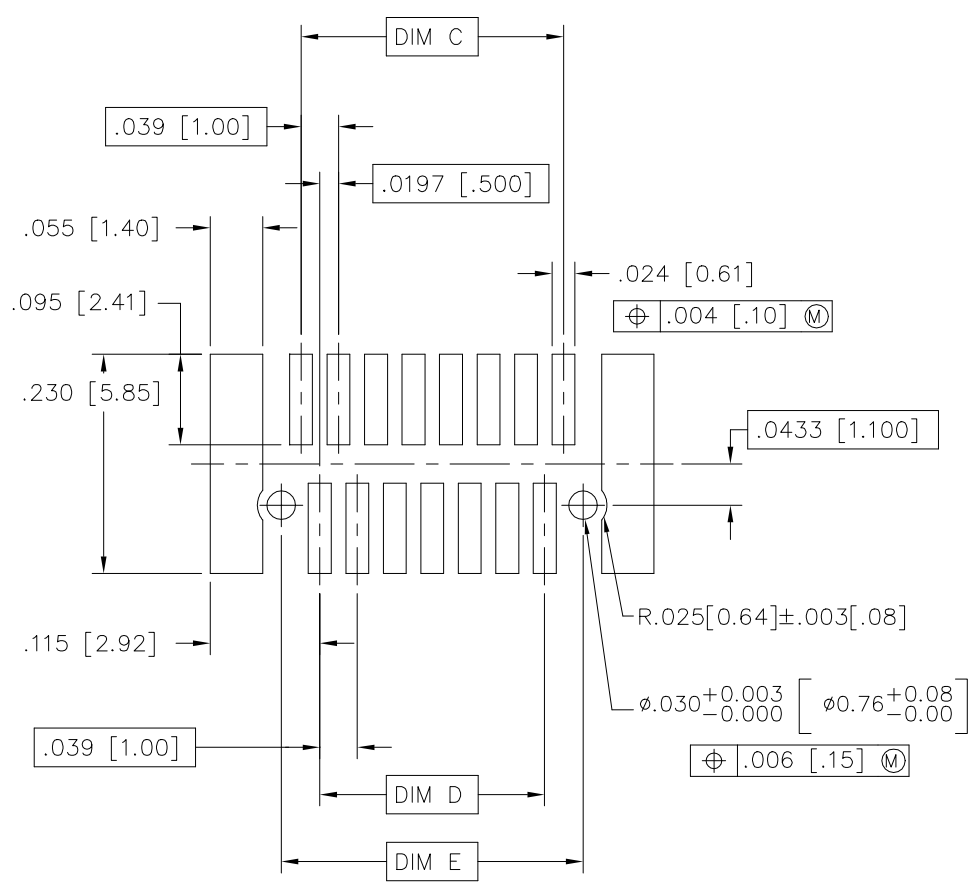 DIM C
.039 [1.00]
.0197 [.500]
.055 [1.40]
.024 [0.61]
.095 [2.41]
⌖ .004 [.10] Ⓜ
.230 [5.85]
.0433 [1.100]
R.025[0.64]±.003[.08]
.115 [2.92]
⌀.030 +0.003 -0.000 [ ⌀0.76 +0.08 -0.00 ]
.039 [1.00]
⌖ .006 [.15] Ⓜ
DIM D
DIM E